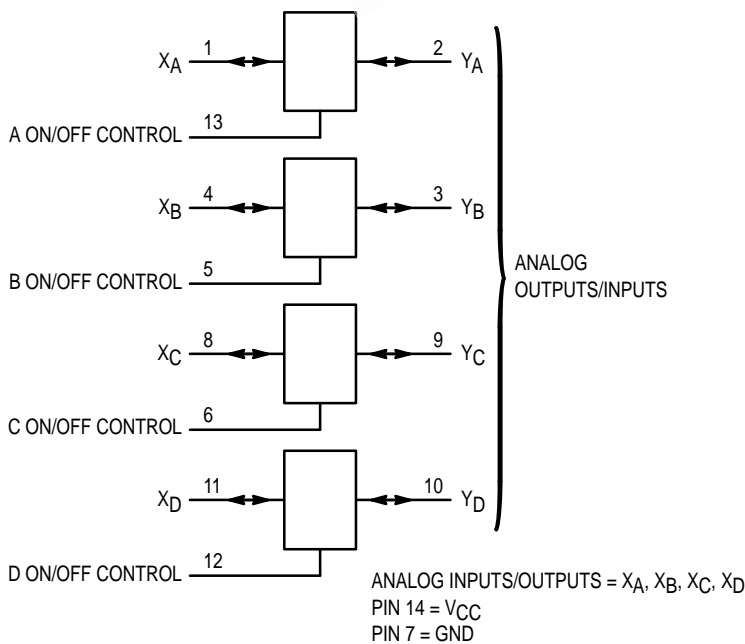 XA 1 2 YA
A ON/OFF CONTROL 13
XB 4 3 YB
B ON/OFF CONTROL 5
ANALOG
OUTPUTS/INPUTS
XC 8 9 YC
C ON/OFF CONTROL 6
XD 11 10 YD
D ON/OFF CONTROL 12
ANALOG INPUTS/OUTPUTS = XA, XB, XC, XD
PIN 14 = VCC
PIN 7 = GND